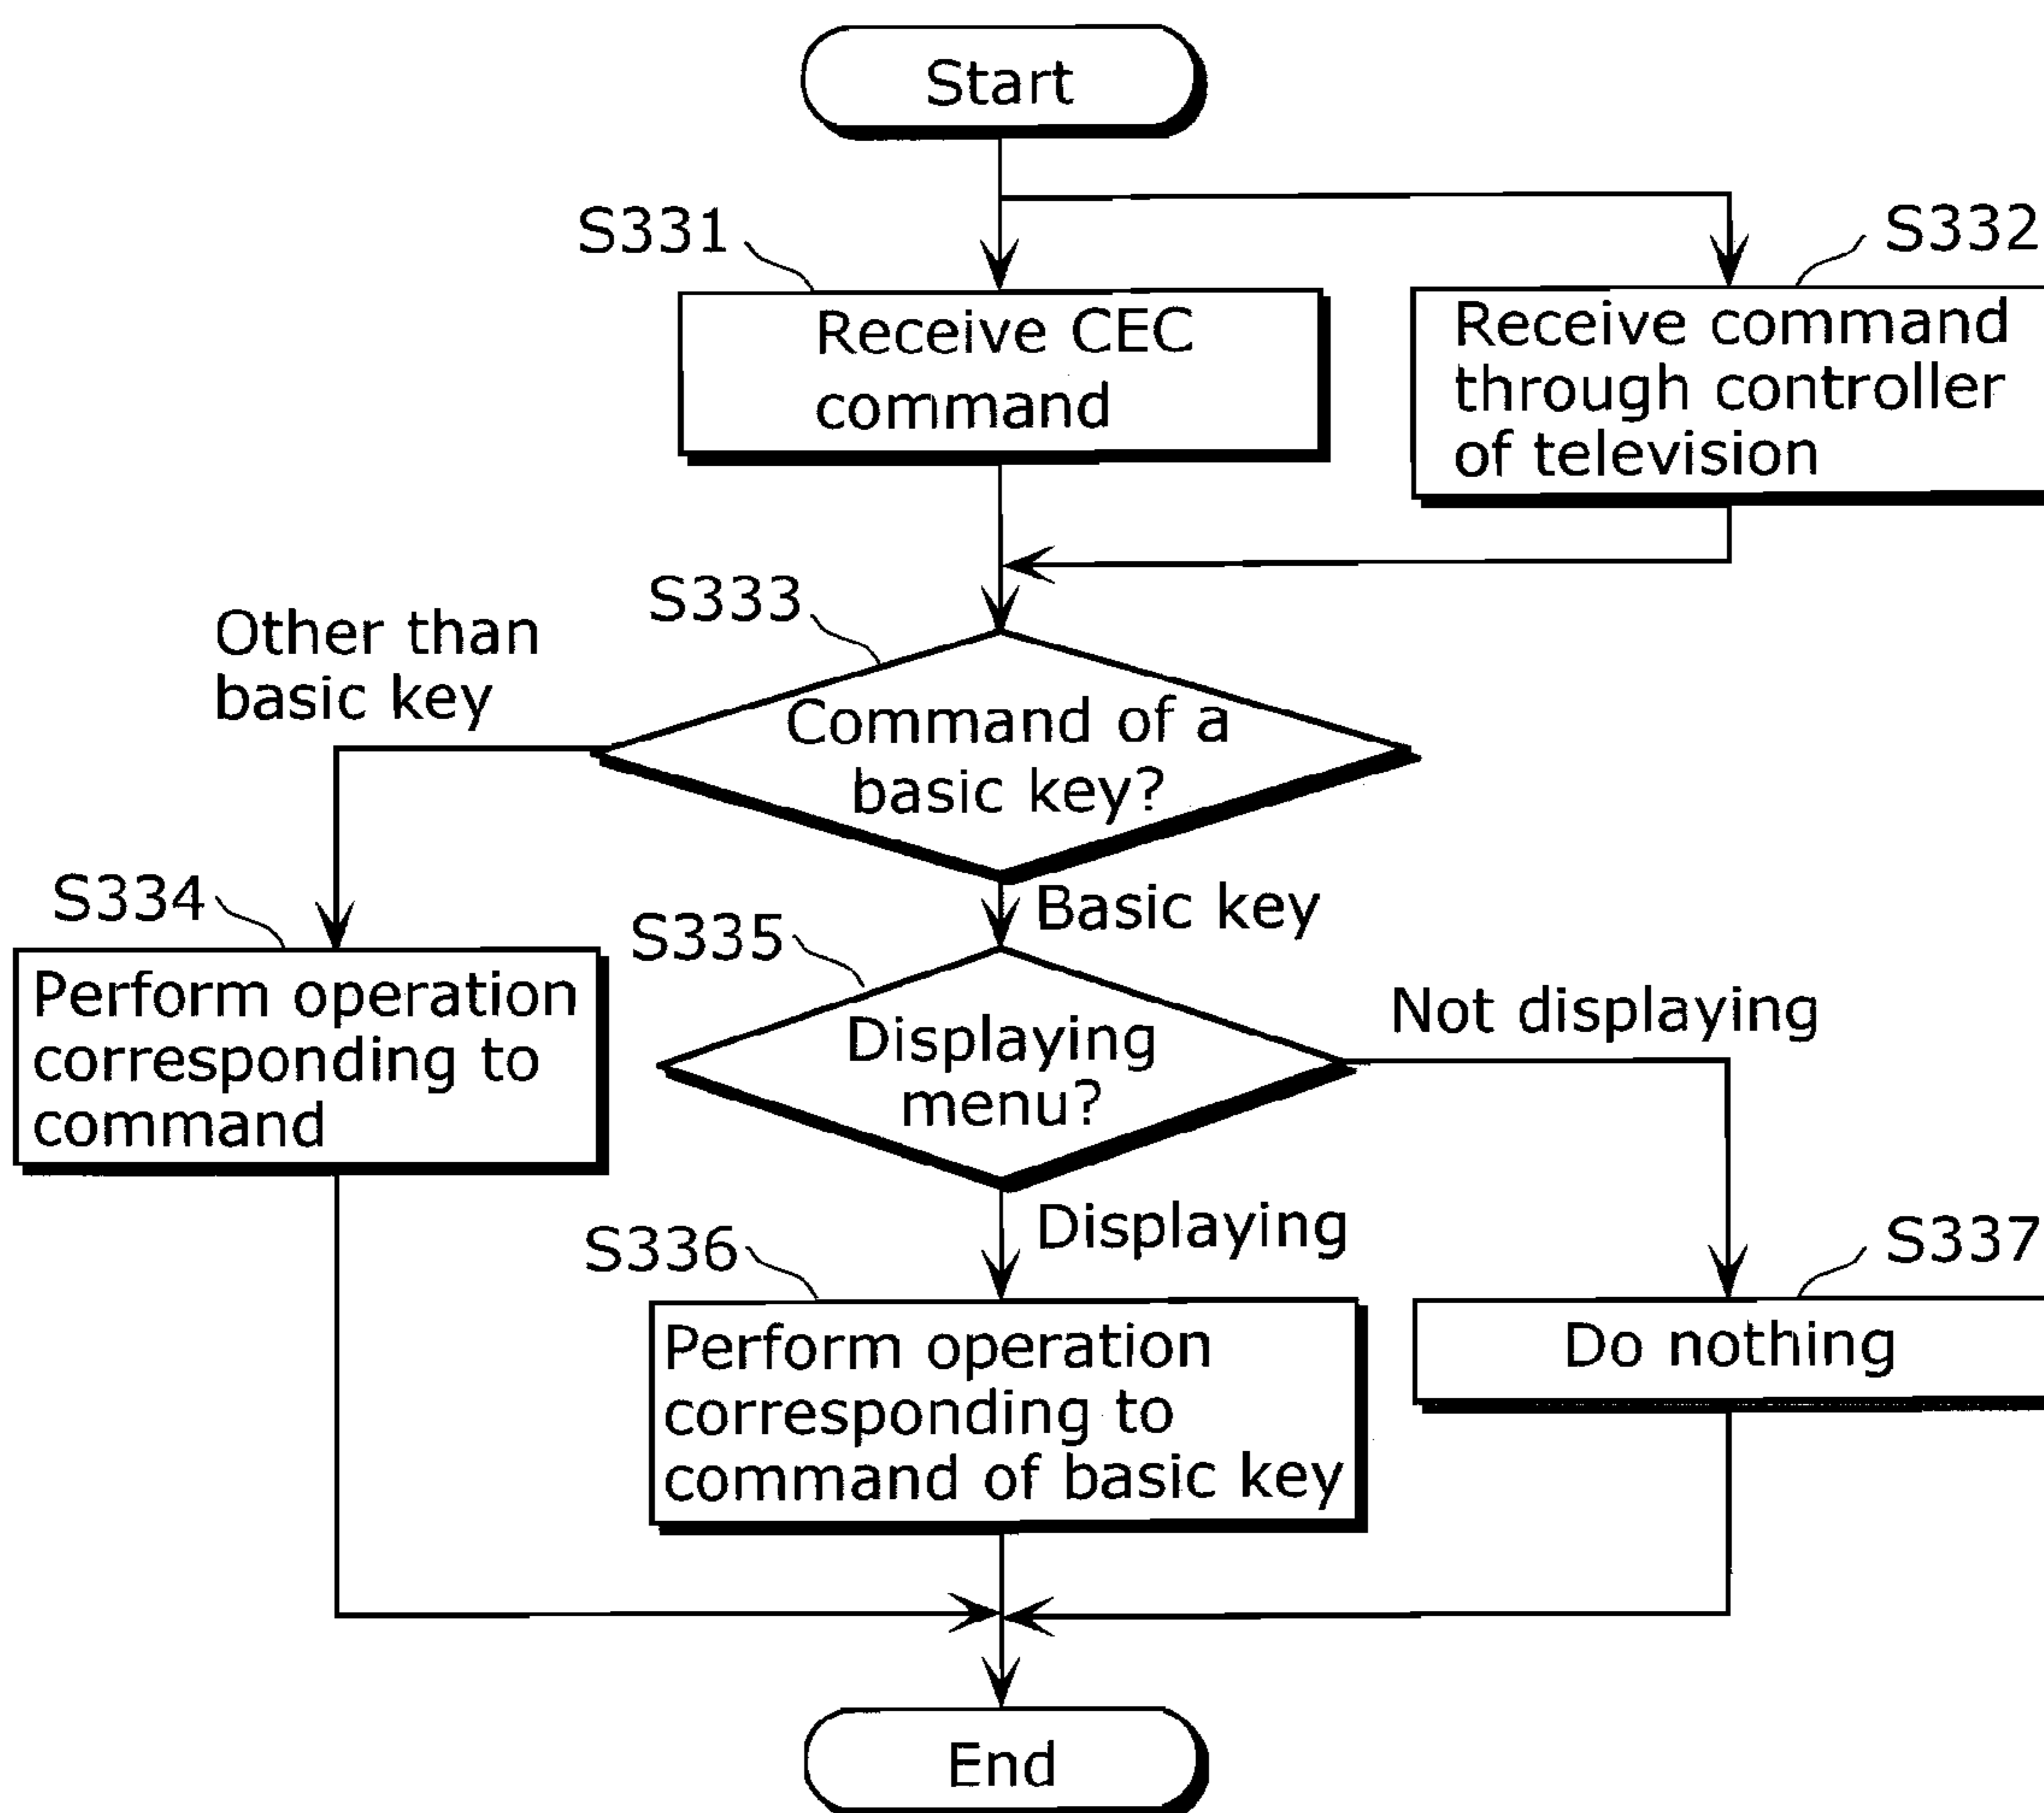 Start
S331
S332
Receive CEC
command
Receive command
through controller
of television
S333
Other than
basic key
Command of a
basic key?
S334
Basic key
S335
Perform operation
corresponding to
command
Displaying
menu?
Not displaying
Displaying
S336
S337
Perform operation
corresponding to
command of basic key
Do nothing
End